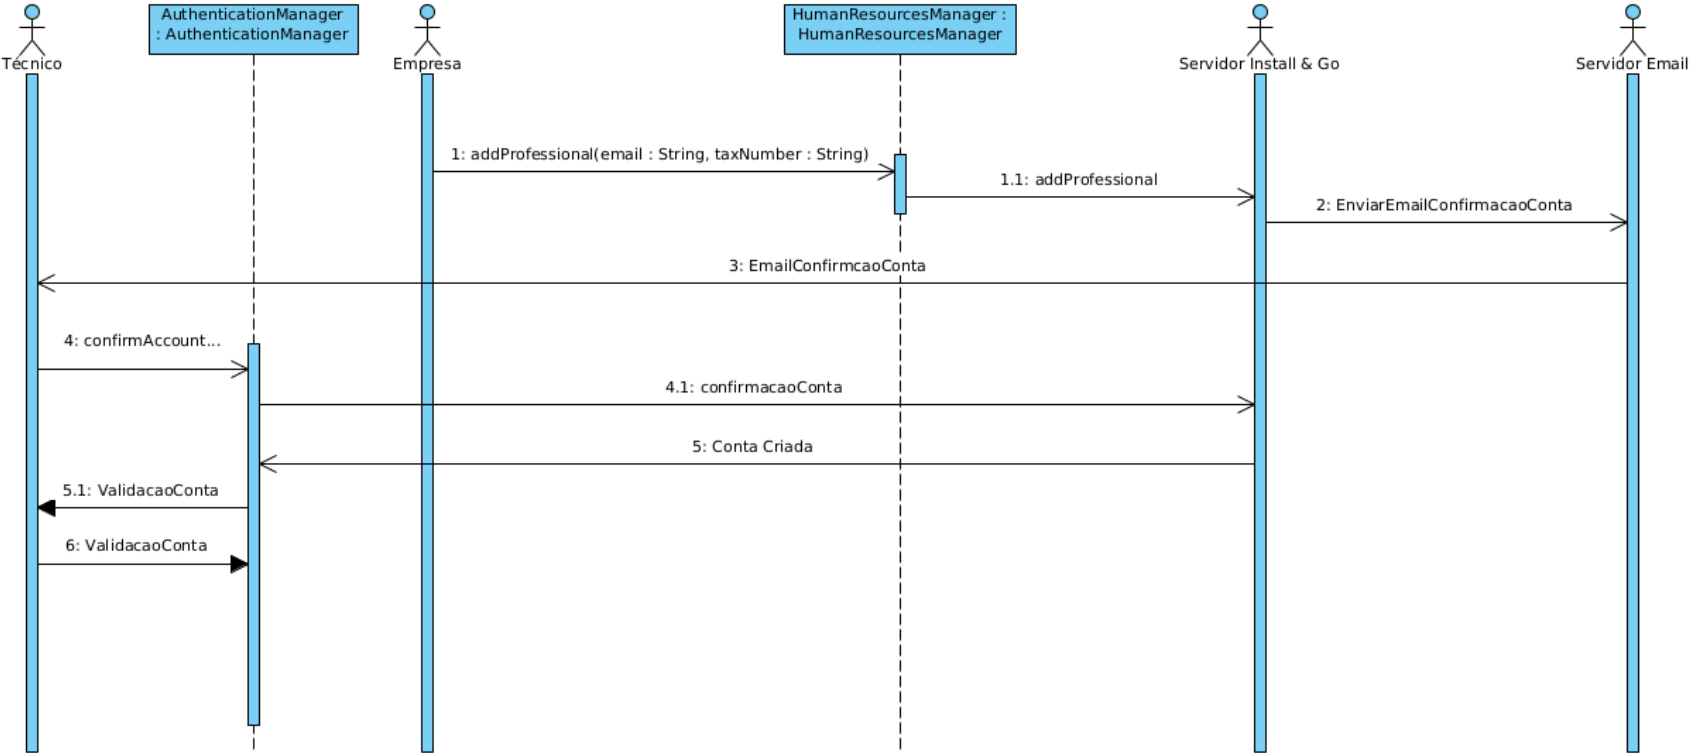 AuthenticationManager
: AuthenticationManager
HumanResourcesManager :
HumanResourcesManager
Técnico
Empresa
Servidor Install & Go
Servidor Email
1: addProfessional(email : String, taxNumber : String)
1.1: addProfessional
2: EnviarEmailConfirmacaoConta
3: EmailConfirmcaoConta
4: confirmAccount...
4.1: confirmacaoConta
5: Conta Criada
5.1: ValidacaoConta
6: ValidacaoConta